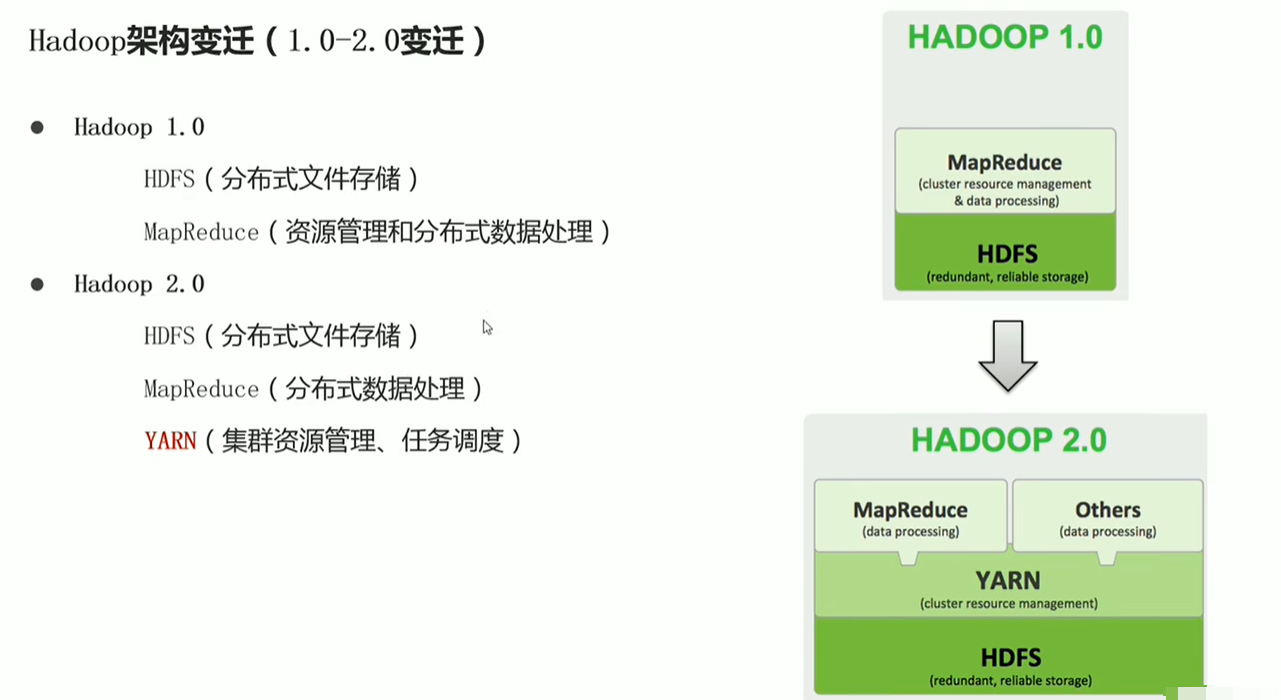 Hadoop架构变迁（1.0-2.0变迁）
● Hadoop 1.0
HDFS（分布式文件存储）
MapReduce（资源管理和分布式数据处理）
● Hadoop 2.0
HDFS（分布式文件存储）
MapReduce（分布式数据处理）
YARN（集群资源管理、任务调度）
HADOOP 1.0
MapReduce
(cluster resource management
& data processing)
HDFS
(redundant, reliable storage)
HADOOP 2.0
MapReduce
(data processing)
Others
(data processing)
YARN
(cluster resource management)
HDFS
(redundant, reliable storage)